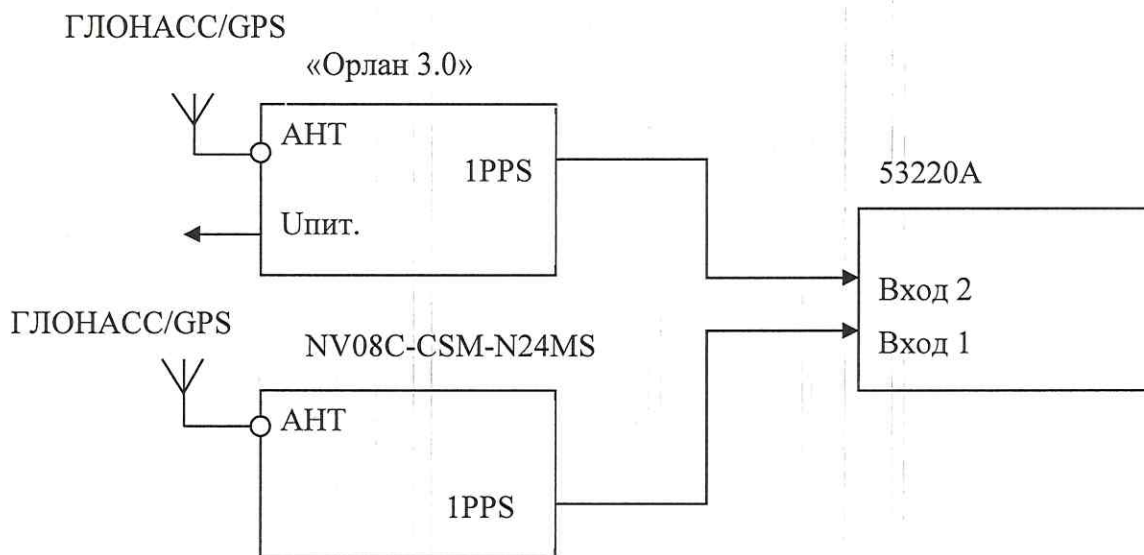 ГЛОНАСС/GPS
«Орлан 3.0»
АНТ
1PPS
Uпит.
53220A
Вход 2
Вход 1
ГЛОНАСС/GPS
NV08C-CSM-N24MS
АНТ
1PPS